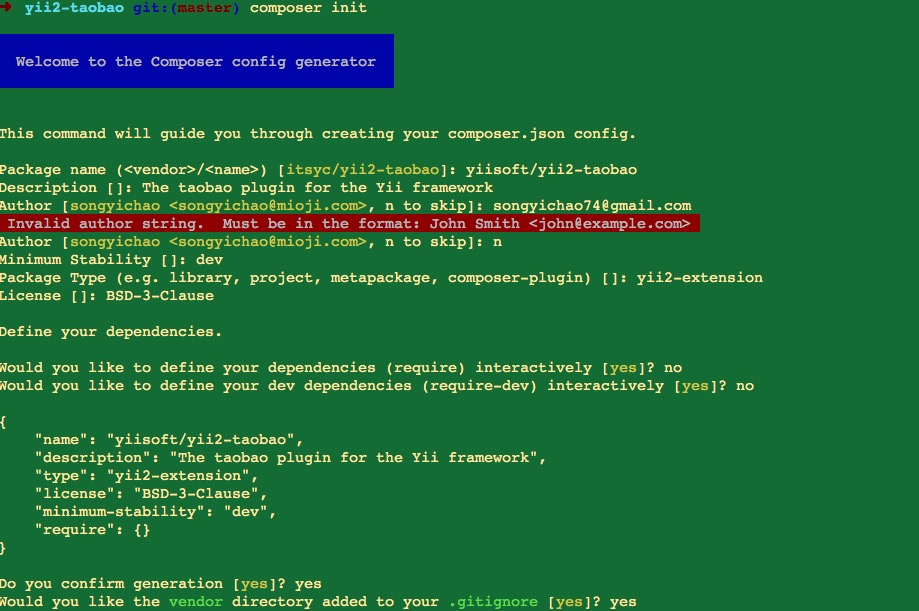 ➜ yii2-taobao git:(master) composer init
Welcome to the Composer config generator
This command will guide you through creating your composer.json config.
Package name (<vendor>/<name>) [itsyc/yii2-taobao]: yiisoft/yii2-taobao
Description []: The taobao plugin for the Yii framework
Author [songyichao <songyichao@mioji.com>, n to skip]: songyichao74@gmail.com
Invalid author string.  Must be in the format: John Smith <john@example.com>
Author [songyichao <songyichao@mioji.com>, n to skip]: n
Minimum Stability []: dev
Package Type (e.g. library, project, metapackage, composer-plugin) []: yii2-extension
License []: BSD-3-Clause
Define your dependencies.
Would you like to define your dependencies (require) interactively [yes]? no
Would you like to define your dev dependencies (require-dev) interactively [yes]? no
{
    "name": "yiisoft/yii2-taobao",
    "description": "The taobao plugin for the Yii framework",
    "type": "yii2-extension",
    "license": "BSD-3-Clause",
    "minimum-stability": "dev",
    "require": {}
}
Do you confirm generation [yes]? yes
Would you like the vendor directory added to your .gitignore [yes]? yes